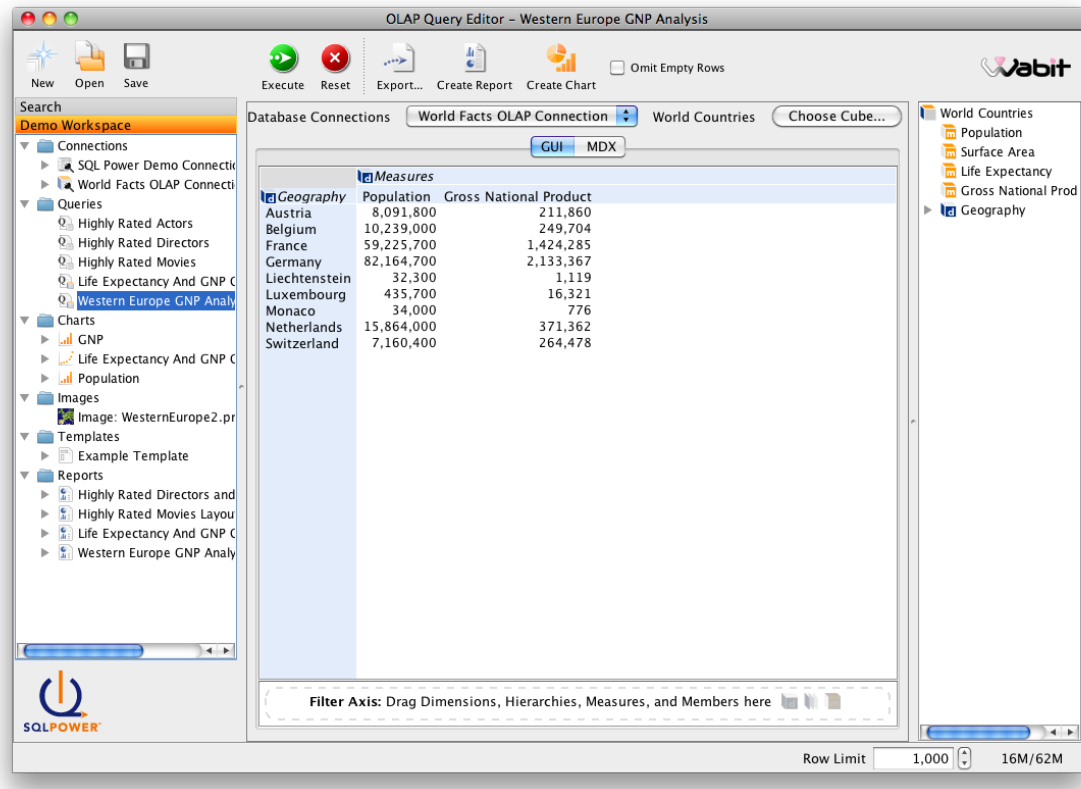 OLAP Query Editor – Western Europe GNP Analysis
New Open Save Execute Reset Export... Create Report Create Chart Omit Empty Rows Wabit
Search
Demo Workspace
Connections
SQL Power Demo Connectio
World Facts OLAP Connecti
Queries
Highly Rated Actors
Highly Rated Directors
Highly Rated Movies
Life Expectancy And GNP C
Western Europe GNP Analy
Charts
GNP
Life Expectancy And GNP C
Population
Images
Image: WesternEurope2.pr
Templates
Example Template
Reports
Highly Rated Directors and
Highly Rated Movies Layou
Life Expectancy And GNP C
Western Europe GNP Analy
SQLPOWER
Database Connections World Facts OLAP Connection World Countries Choose Cube...
GUI MDX
Measures
Geography Population Gross National Product
Austria 8,091,800 211,860
Belgium 10,239,000 249,704
France 59,225,700 1,424,285
Germany 82,164,700 2,133,367
Liechtenstein 32,300 1,119
Luxembourg 435,700 16,321
Monaco 34,000 776
Netherlands 15,864,000 371,362
Switzerland 7,160,400 264,478
Filter Axis: Drag Dimensions, Hierarchies, Measures, and Members here
World Countries
Population
Surface Area
Life Expectancy
Gross National Prod
Geography
Row Limit 1,000 16M/62M